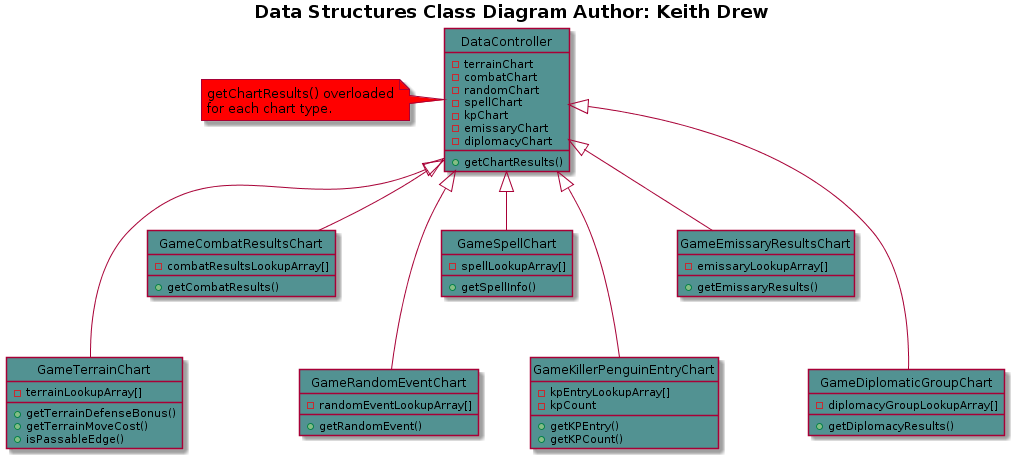 Data Structures Class Diagram Author: Keith Drew
DataController
terrainChart
combatChart
randomChart
spellChart
kpChart
emissaryChart
diplomacyChart
getChartResults()
getChartResults() overloaded
for each chart type.
GameCombatResultsChart
combatResultsLookupArray[]
getCombatResults()
GameSpellChart
spellLookupArray[]
getSpellInfo()
GameEmissaryResultsChart
emissaryLookupArray[]
getEmissaryResults()
GameTerrainChart
terrainLookupArray[]
getTerrainDefenseBonus()
getTerrainMoveCost()
isPassableEdge()
GameRandomEventChart
randomEventLookupArray[]
getRandomEvent()
GameKillerPenguinEntryChart
kpEntryLookupArray[]
kpCount
getKPEntry()
getKPCount()
GameDiplomaticGroupChart
diplomacyGroupLookupArray[]
getDiplomacyResults()